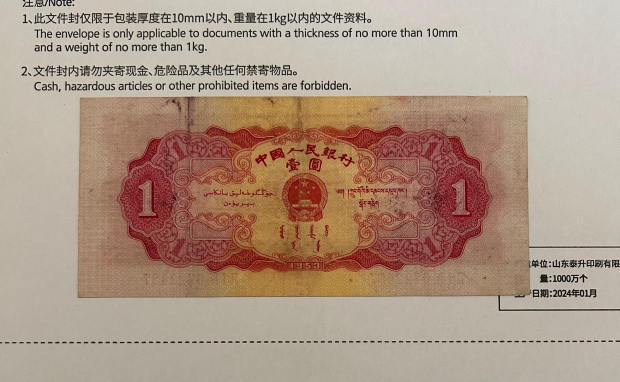 注意/Note:
1、此文件封仅限于包装厚度在10mm以内、重量在1kg以内的文件资料。
The envelope is only applicable to documents with a thickness of no more than 10mm
and a weight of no more than 1kg.
2、文件封内请勿夹寄现金、危险品及其他任何禁寄物品。
Cash, hazardous articles or other prohibited items are forbidden.
中國人民銀行
壹圓
1
1
1953
单位:山东泰升印刷有限
量:1000万个
日期:2024年01月